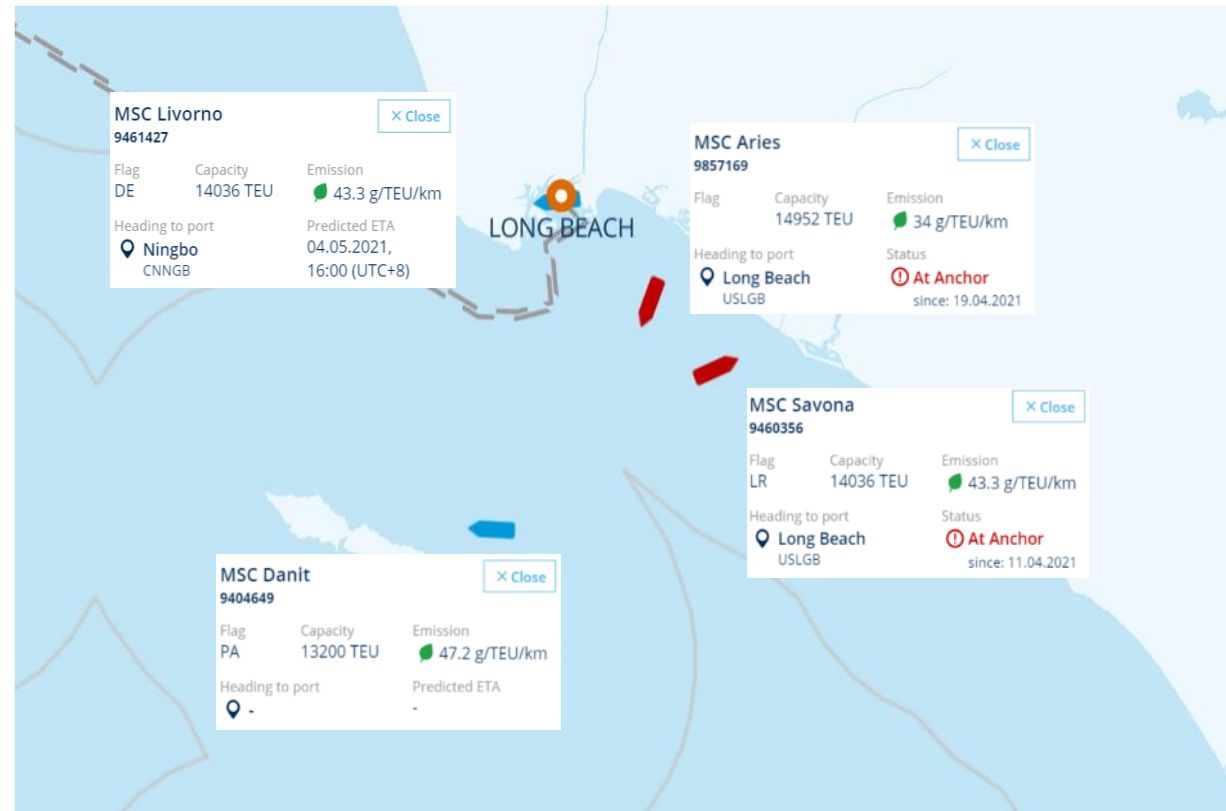 MSC Livorno
× Close
9461427
Flag Capacity Emission
DE 14036 TEU 43.3 g/TEU/km
Heading to port Predicted ETA
Ningbo 04.05.2021,
CNNGB 16:00 (UTC+8)
LONG BEACH
MSC Aries
× Close
9857169
Flag Capacity Emission
14952 TEU 34 g/TEU/km
Heading to port Status
Long Beach At Anchor
USLGB since: 19.04.2021
MSC Savona
× Close
9460356
Flag Capacity Emission
LR 14036 TEU 43.3 g/TEU/km
Heading to port Status
Long Beach At Anchor
USLGB since: 11.04.2021
MSC Danit
× Close
9404649
Flag Capacity Emission
PA 13200 TEU 47.2 g/TEU/km
Heading to port Predicted ETA
- -